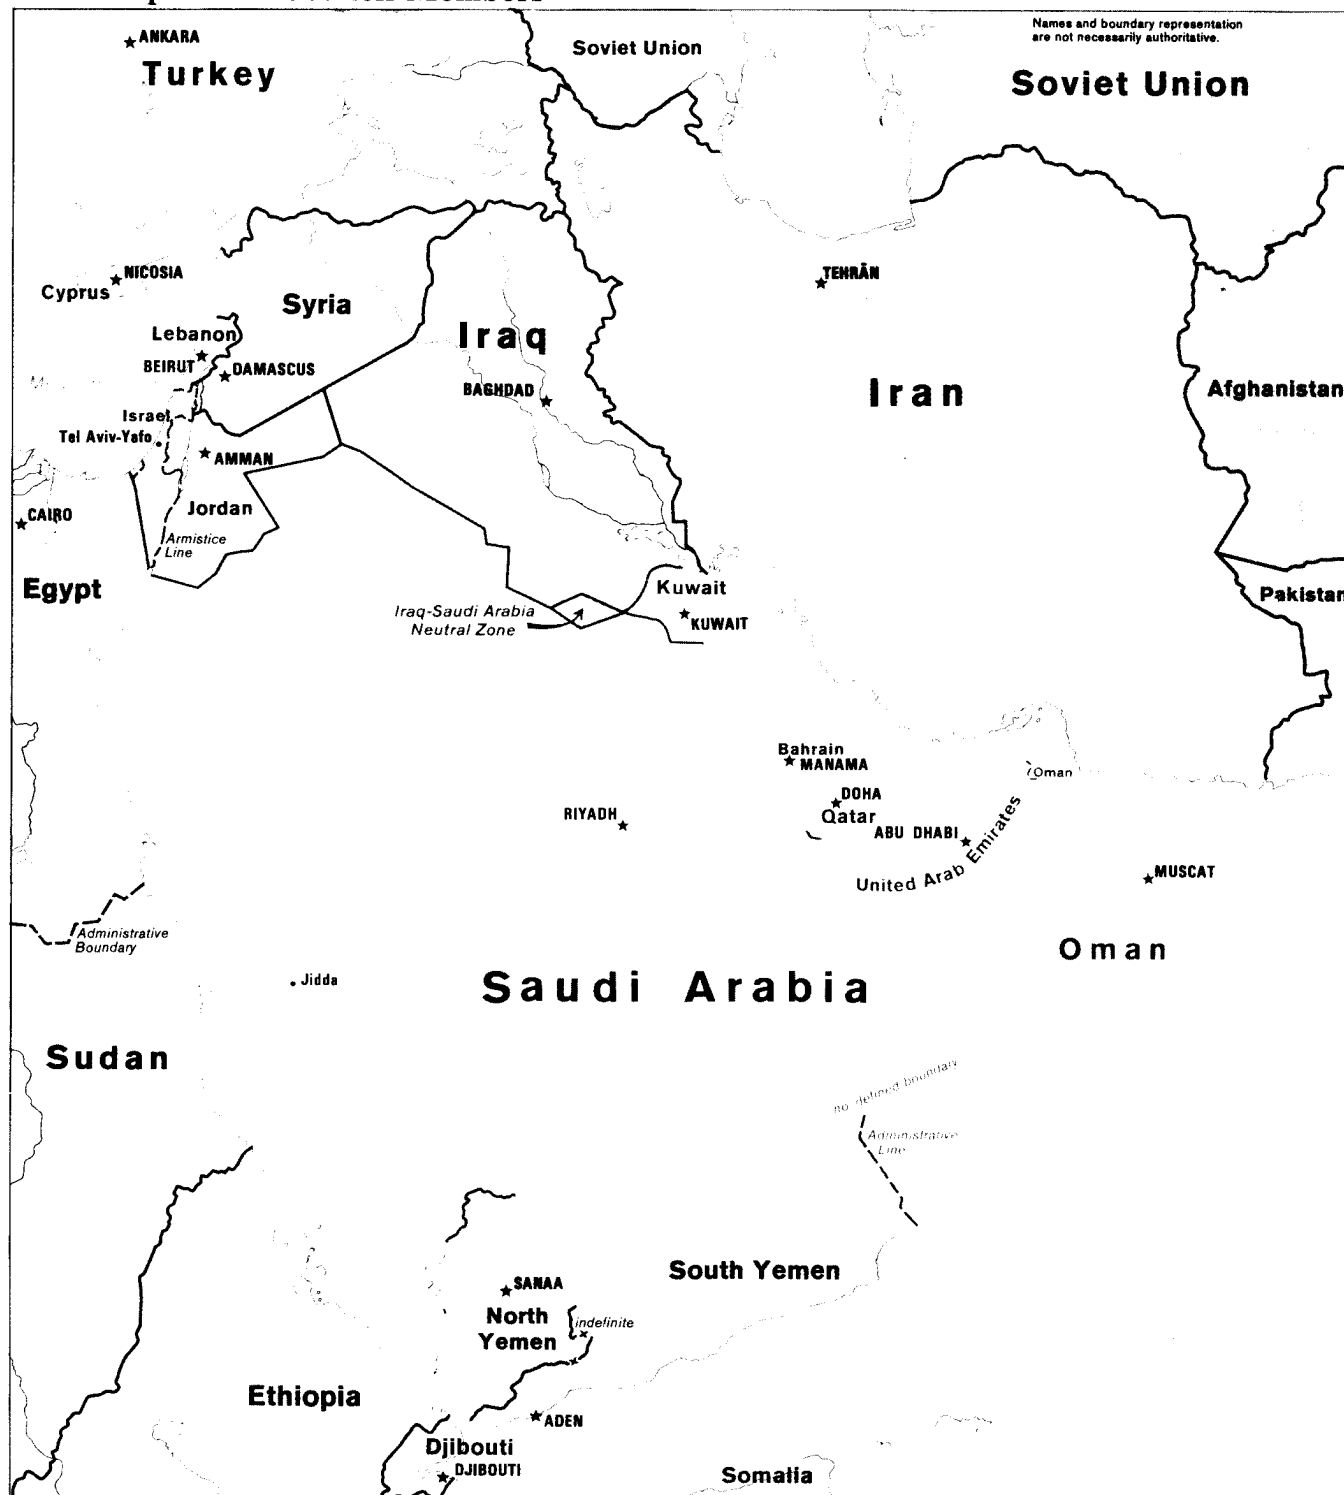 Members
Names and boundary representation
are not necessarily authoritative.
ANKARA
Turkey
Soviet Union
Soviet Union
NICOSIA
Cyprus
Syria
TEHRĀN
Lebanon
BEIRUT
DAMASCUS
Iraq
BAGHDAD
Iran
Afghanistan
Israel
Tel Aviv-Yafo
AMMAN
Jordan
CAIRO
Armistice
Line
Egypt
Kuwait
KUWAIT
Iraq-Saudi Arabia
Neutral Zone
Pakistan
Bahrain
MANAMA
Oman
DOHA
Qatar
RIYADH
ABU DHABI
United Arab Emirates
MUSCAT
Administrative
Boundary
Oman
Jidda
Saudi Arabia
Sudan
no defined boundary
Administrative
Line
South Yemen
SANAA
North
Yemen
indefinite
Ethiopia
ADEN
Djibouti
DJIBOUTI
Somalia